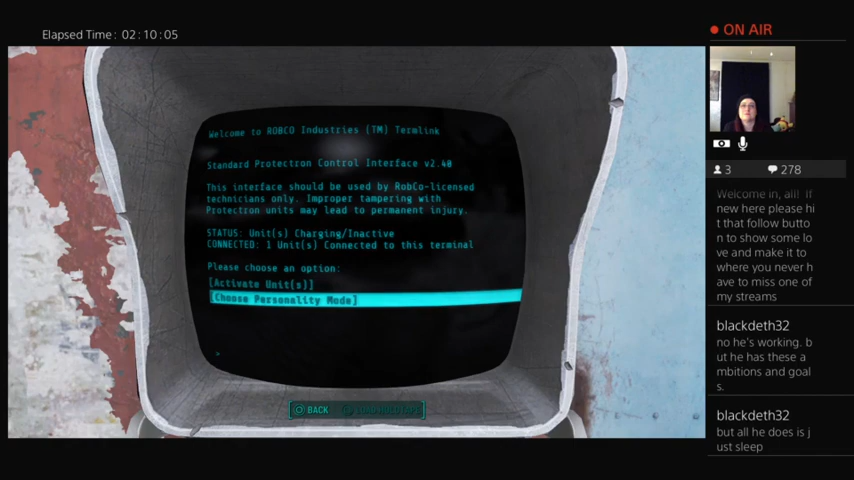 Elapsed Time: 02:10:05
ON AIR
Welcome to ROBCO Industries (TM) Termlink
Standard Protectron Control Interface v2.40
This interface should be used by RobCo-licensed
technicians only. Improper tampering with
Protectron units may lead to permanent injury.
STATUS: Unit(s) Charging/Inactive
CONNECTED: 1 Unit(s) Connected to this terminal
Please choose an option:
[Activate Unit(s)]
[Choose Personality Mode]
>
BACK
3
278
Welcome in, all! If
new here please hi
t that follow butto
n to show some lo
ve and make it to
where you never h
ave to miss one of
my streams
blackdeth32
no he's working. b
ut he has these a
mbitions and goal
s.
blackdeth32
but all he does is j
ust sleep